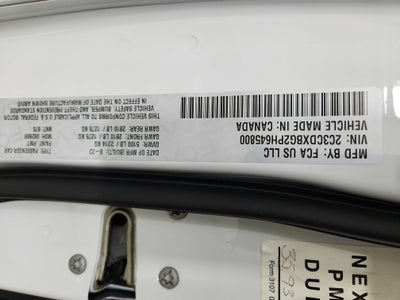 MFD BY: FCA US LLC
DATE OF MFR (BUILT):
GVWR: 5100 LB / 2314 KG
GAWR FRONT: 2810 LB / 1275 KG
GAWR REAR: 2810 LB / 1275 KG
THIS VEHICLE CONFORMS TO ALL APPLICABLE U.S.A. FEDERAL MOTOR
VEHICLE SAFETY, BUMPER, AND THEFT PREVENTION STANDARDS
IN EFFECT ON THE DATE OF MANUFACTURE SHOWN ABOVE
VIN: 2C3CDXBG2PH645800
VEHICLE MADE IN: CANADA
TYPE: PASSENGER CAR
PAINT: PW7
MDH:
NEX
PM
DU
Form 3107